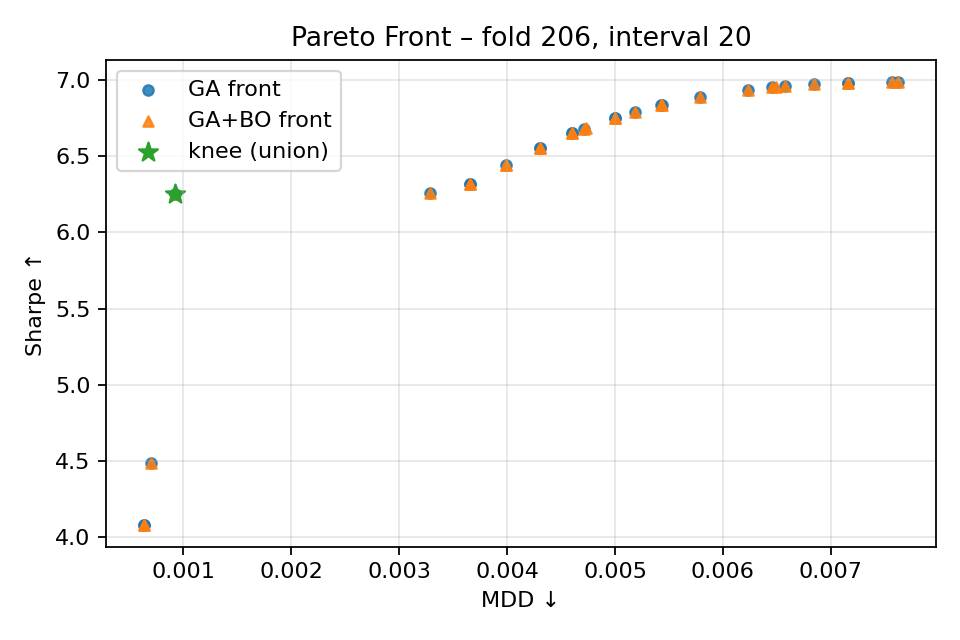 Pareto Front – fold 206, interval 20
GA front
GA+BO front
knee (union)
7.0
6.5
6.0
5.5
5.0
4.5
4.0
Sharpe ↑
0.001 0.002 0.003 0.004 0.005 0.006 0.007
MDD ↓